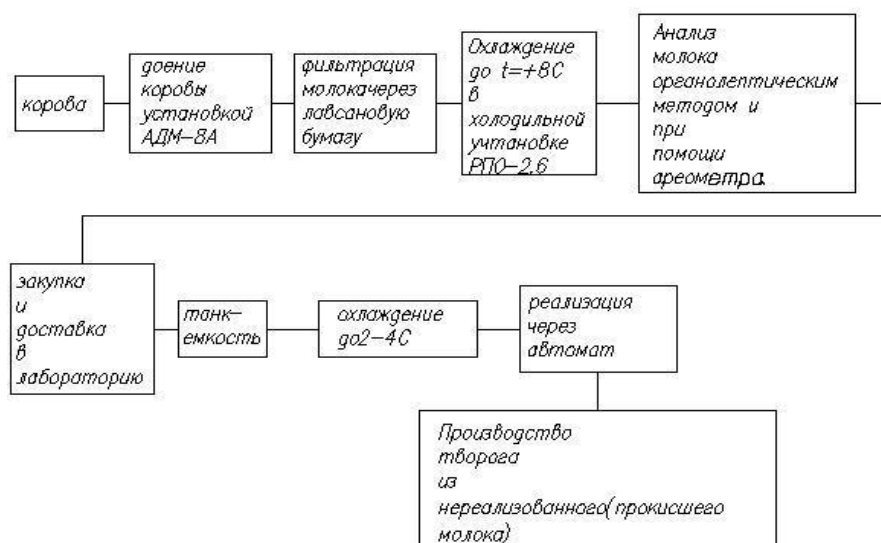 корова
доение
коровы
установкой
АДМ-8А
фильтрация
молокачерез
лавсановую
бумагу
Охлаждение
до t=+8С
в
холодильной
учтановке
РПО-2.6
Анализ
молока
органолептическим
методом и
при
помощи
ареометра.
закупка
и
доставка
в
лабораторию
танк-
емкость
охлаждение
до2-4С
реализация
через
автомат
Производство
творога
из
нереализованного(прокисшего
молока)